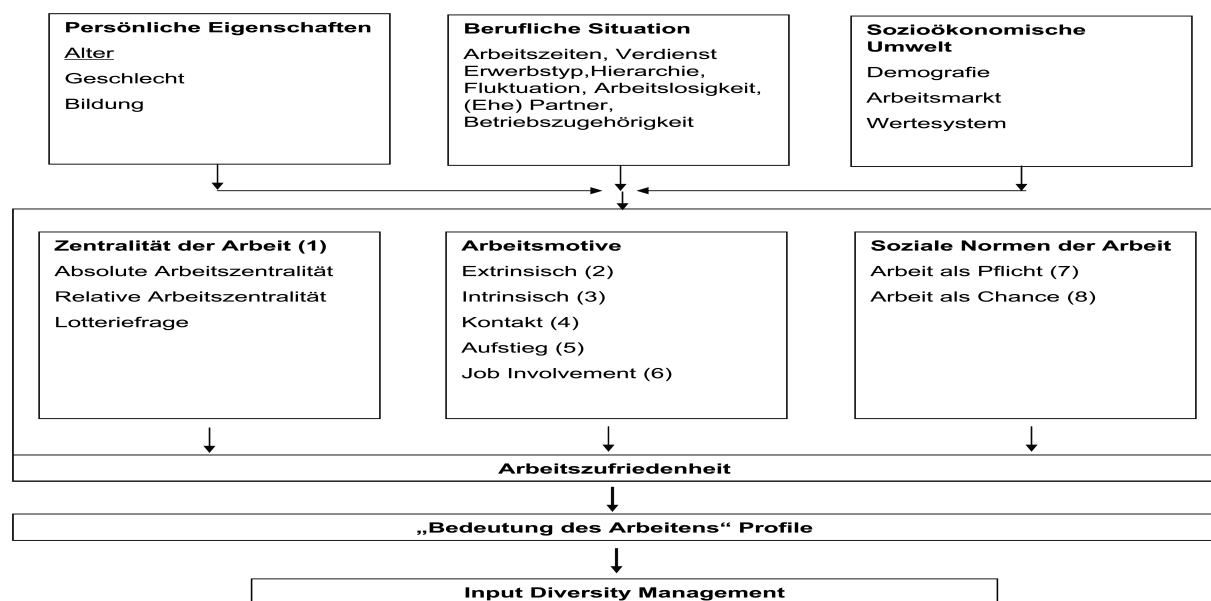 Persönliche Eigenschaften
Alter
Geschlecht
Bildung
Berufliche Situation
Arbeitszeiten, Verdienst
Erwerbstyp,Hierarchie,
Fluktuation, Arbeitslosigkeit,
(Ehe) Partner,
Betriebszugehörigkeit
Sozioökonomische
Umwelt
Demografie
Arbeitsmarkt
Wertesystem
Zentralität der Arbeit (1)
Absolute Arbeitszentralität
Relative Arbeitszentralität
Lotteriefrage
Arbeitsmotive
Extrinsisch (2)
Intrinsisch (3)
Kontakt (4)
Aufstieg (5)
Job Involvement (6)
Soziale Normen der Arbeit
Arbeit als Pflicht (7)
Arbeit als Chance (8)
Arbeitszufriedenheit
„Bedeutung des Arbeitens“ Profile
Input Diversity Management